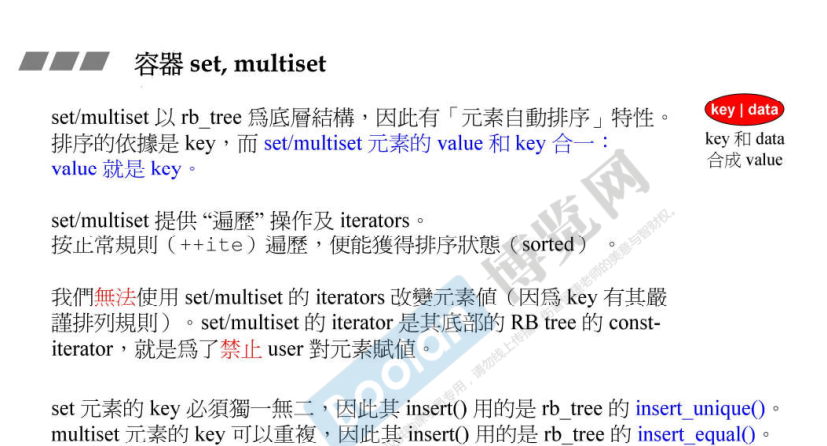 容器 set, multiset
set/multiset 以 rb_tree 爲底層結構，因此有「元素自動排序」特性。
排序的依據是 key，而 set/multiset 元素的 value 和 key 合一：
value 就是 key。
key | data
key 和 data
合成 value
set/multiset 提供 “遍歷” 操作及 iterators。
按正常規則（++ite）遍歷，便能獲得排序狀態（sorted） 。
我們無法使用 set/multiset 的 iterators 改變元素值（因爲 key 有其嚴
謹排列規則）。set/multiset 的 iterator 是其底部的 RB tree 的 const-
iterator，就是爲了禁止 user 對元素賦值。
set 元素的 key 必須獨一無二，因此其 insert() 用的是 rb_tree 的 insert_unique()。
multiset 元素的 key 可以重複，因此其 insert() 用的是 rb_tree 的 insert_equal()。
Boolan 博览网